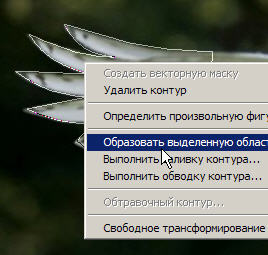 Создать векторную маску
Удалить контур
Определить произвольную фигу
Образовать выделенную област
Выполнить заливку контура...
Выполнить обводку контура...
Обтравочный контур...
Свободное трансформирование